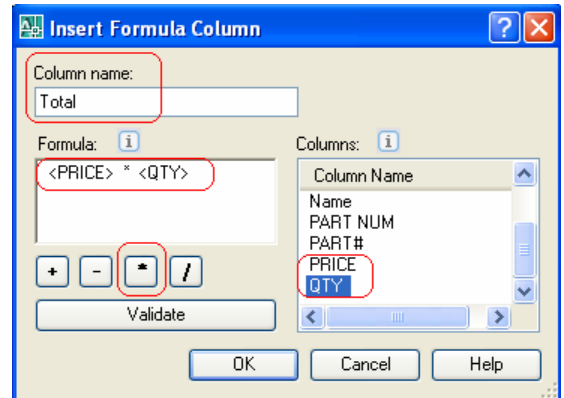 Insert Formula Column
Column name:
Total
Formula:
<PRICE> * <QTY>
+ - * /
Validate
Columns:
Column Name
Name
PART NUM
PART#
PRICE
QTY
OK Cancel Help